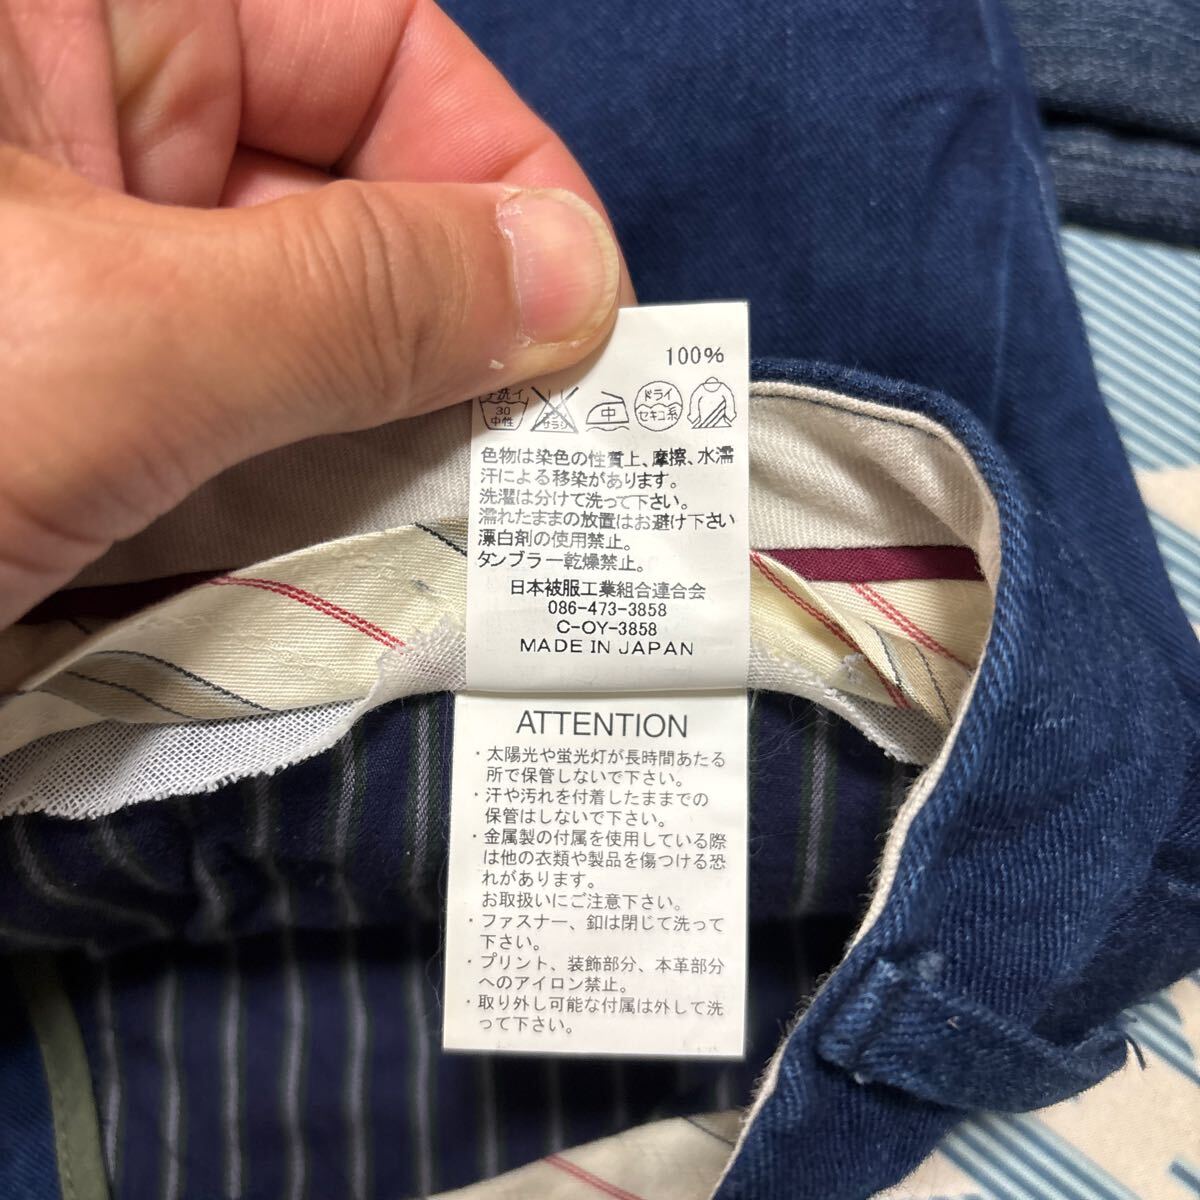 100%
手洗イ
30
中性
エンソ
サラシ
中
ドライ
セキユ系
色物は染色の性質上、摩擦、水濡
汗による移染があります。
洗濯は分けて洗って下さい。
濡れたままの放置はお避け下さい
漂白剤の使用禁止。
タンブラー乾燥禁止。
日本被服工業組合連合会
086-473-3858
C-OY-3858
MADE IN JAPAN
ATTENTION
・太陽光や蛍光灯が長時間あたる
所で保管しないで下さい。
・汗や汚れを付着したままでの
保管はしないで下さい。
・金属製の付属を使用している際
は他の衣類や製品を傷つける恐
れがあります。
お取扱いにご注意下さい。
・ファスナー、釦は閉じて洗って
下さい。
・プリント、装飾部分、本革部分
へのアイロン禁止。
・取り外し可能な付属は外して洗
って下さい。